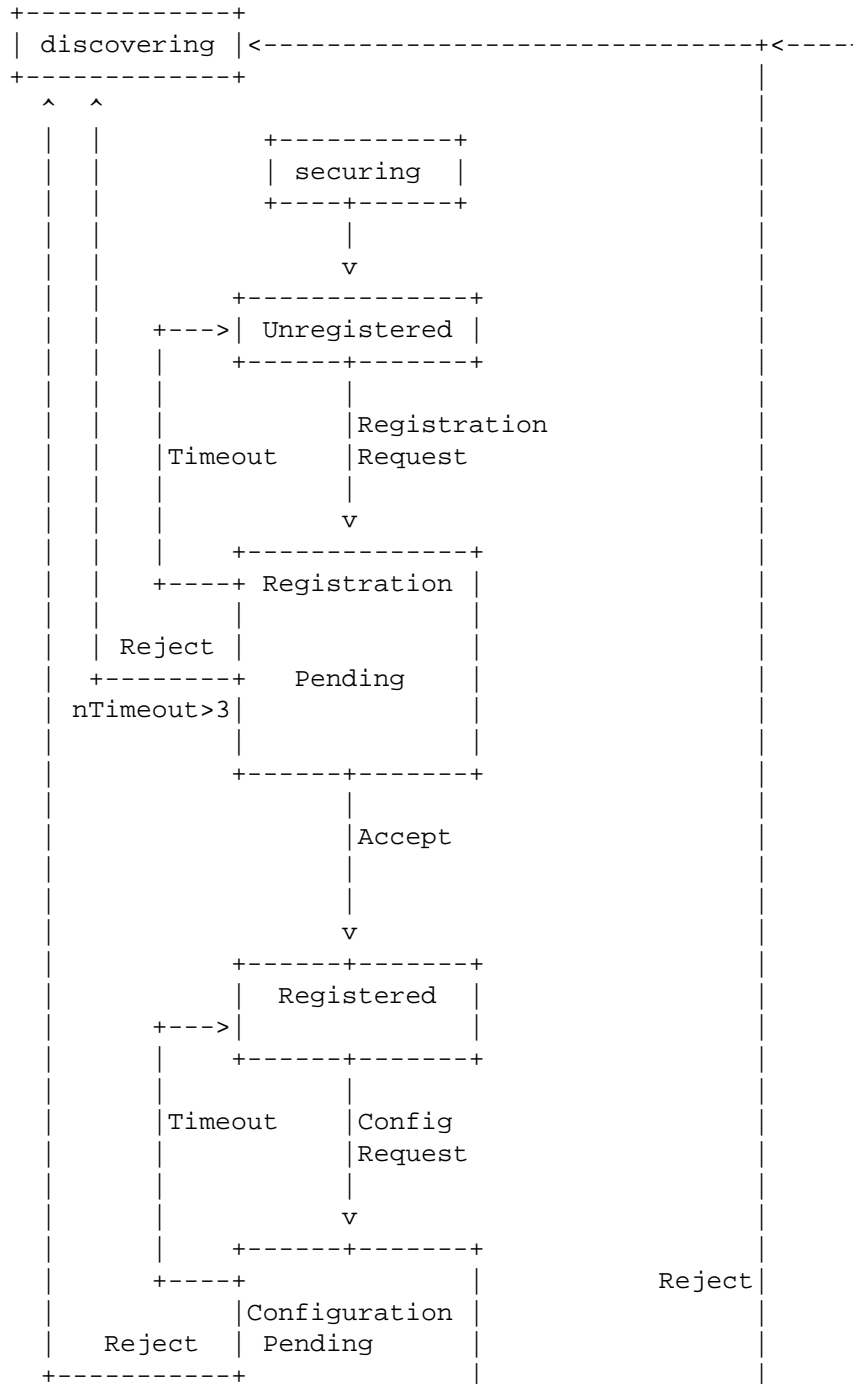 discovering
securing
Unregistered
Registration
Timeout Request
Registration
Reject
Pending
nTimeout>3
Accept
Registered
Timeout Config
Request
Reject
Configuration
Reject Pending